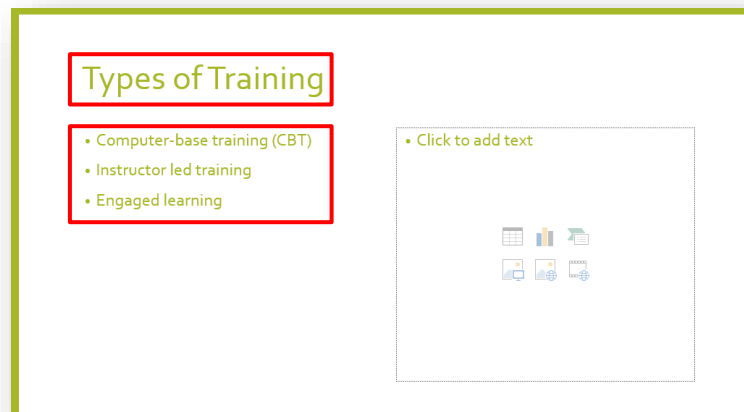 Types of Training
• Computer-base training (CBT)
• Instructor led training
• Engaged learning
• Click to add text